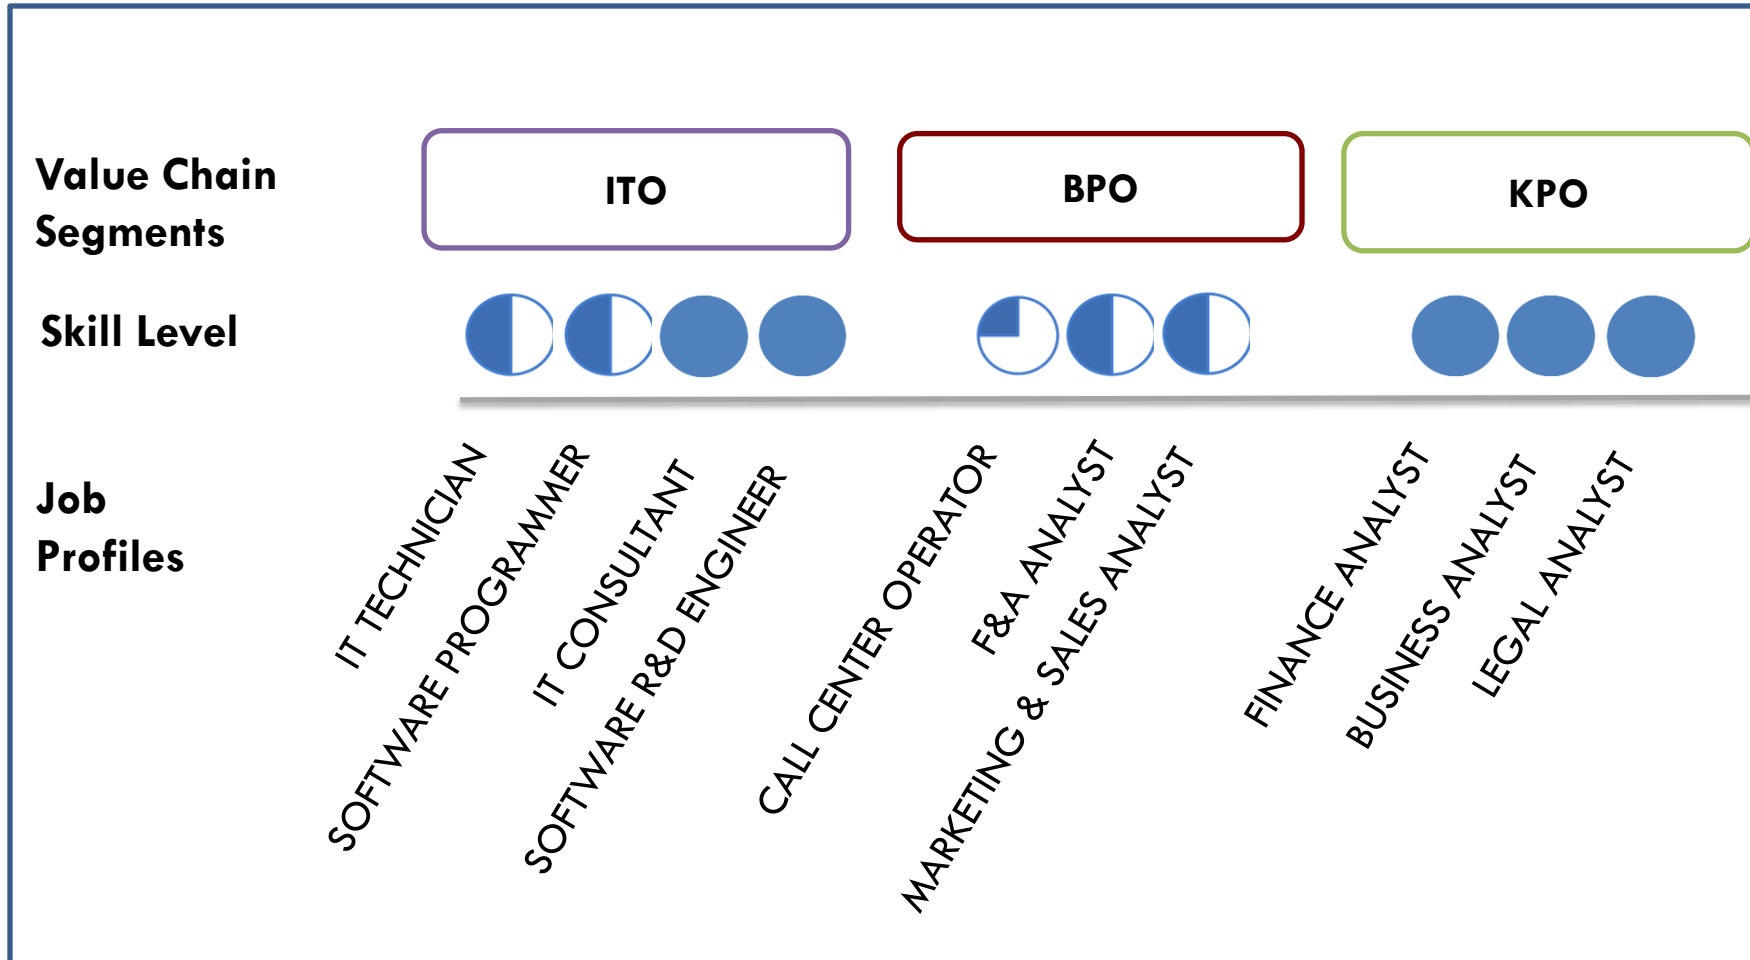 Value Chain
Segments
ITO
BPO
KPO
Skill Level
Job
Profiles
IT TECHNICIAN
SOFTWARE PROGRAMMER
IT CONSULTANT
SOFTWARE R&D ENGINEER
CALL CENTER OPERATOR
F&A ANALYST
MARKETING & SALES ANALYST
FINANCE ANALYST
BUSINESS ANALYST
LEGAL ANALYST